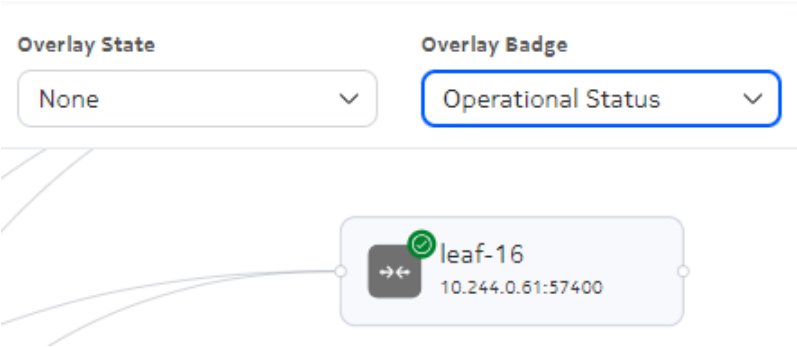 Overlay State
Overlay Badge
None
Operational Status
leaf-16
10.244.0.61:57400